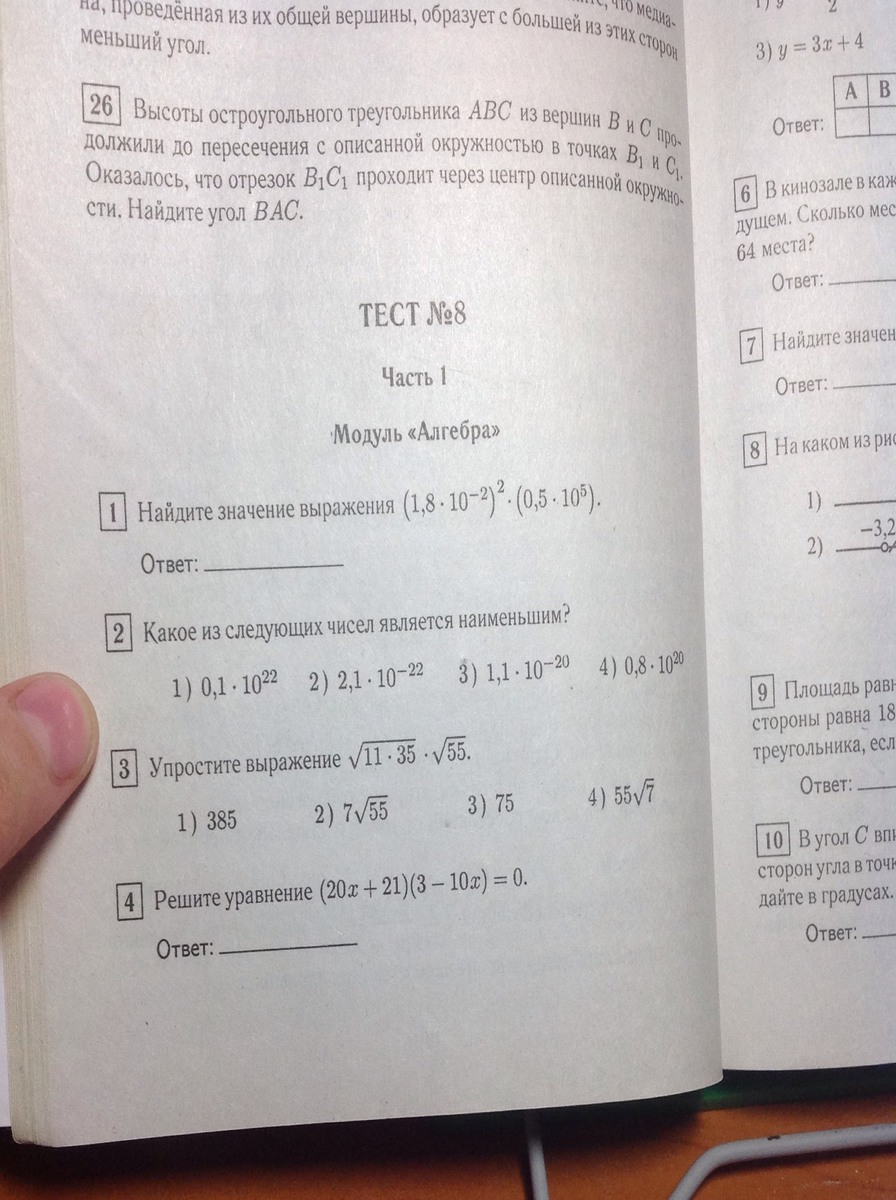 на, проведённая из их общей вершины, образует с большей из этих сторон
что медиа-
меньший угол.
26 Высоты остроугольного треугольника ABC из вершин B и C про-
должили до пересечения с описанной окружностью в точках B₁ и C₁.
Оказалось, что отрезок B₁C₁ проходит через центр описанной окружно-
сти. Найдите угол BAC.
ТЕСТ №8
Часть 1
Модуль «Алгебра»
1 Найдите значение выражения (1,8 · 10⁻²)² · (0,5 · 10⁵).
Ответ:
2 Какое из следующих чисел является наименьшим?
1) 0,1 · 10²² 2) 2,1 · 10⁻²² 3) 1,1 · 10⁻²⁰ 4) 0,8 · 10²⁰
3 Упростите выражение √(11 · 35) · √55.
1) 385 2) 7√55 3) 75 4) 55√7
4 Решите уравнение (20x + 21)(3 − 10x) = 0.
Ответ:
2
3) y = 3x + 4
А В
Ответ:
6 В кинозале в каж
дущем. Сколько мес
64 места?
Ответ:
7 Найдите значен
Ответ:
8 На каком из рис
1)
−3,2
2)
9 Площадь равн
стороны равна 18
треугольника, есл
Ответ:
10 В угол C впи
сторон угла в точк
дайте в градусах.
Ответ: